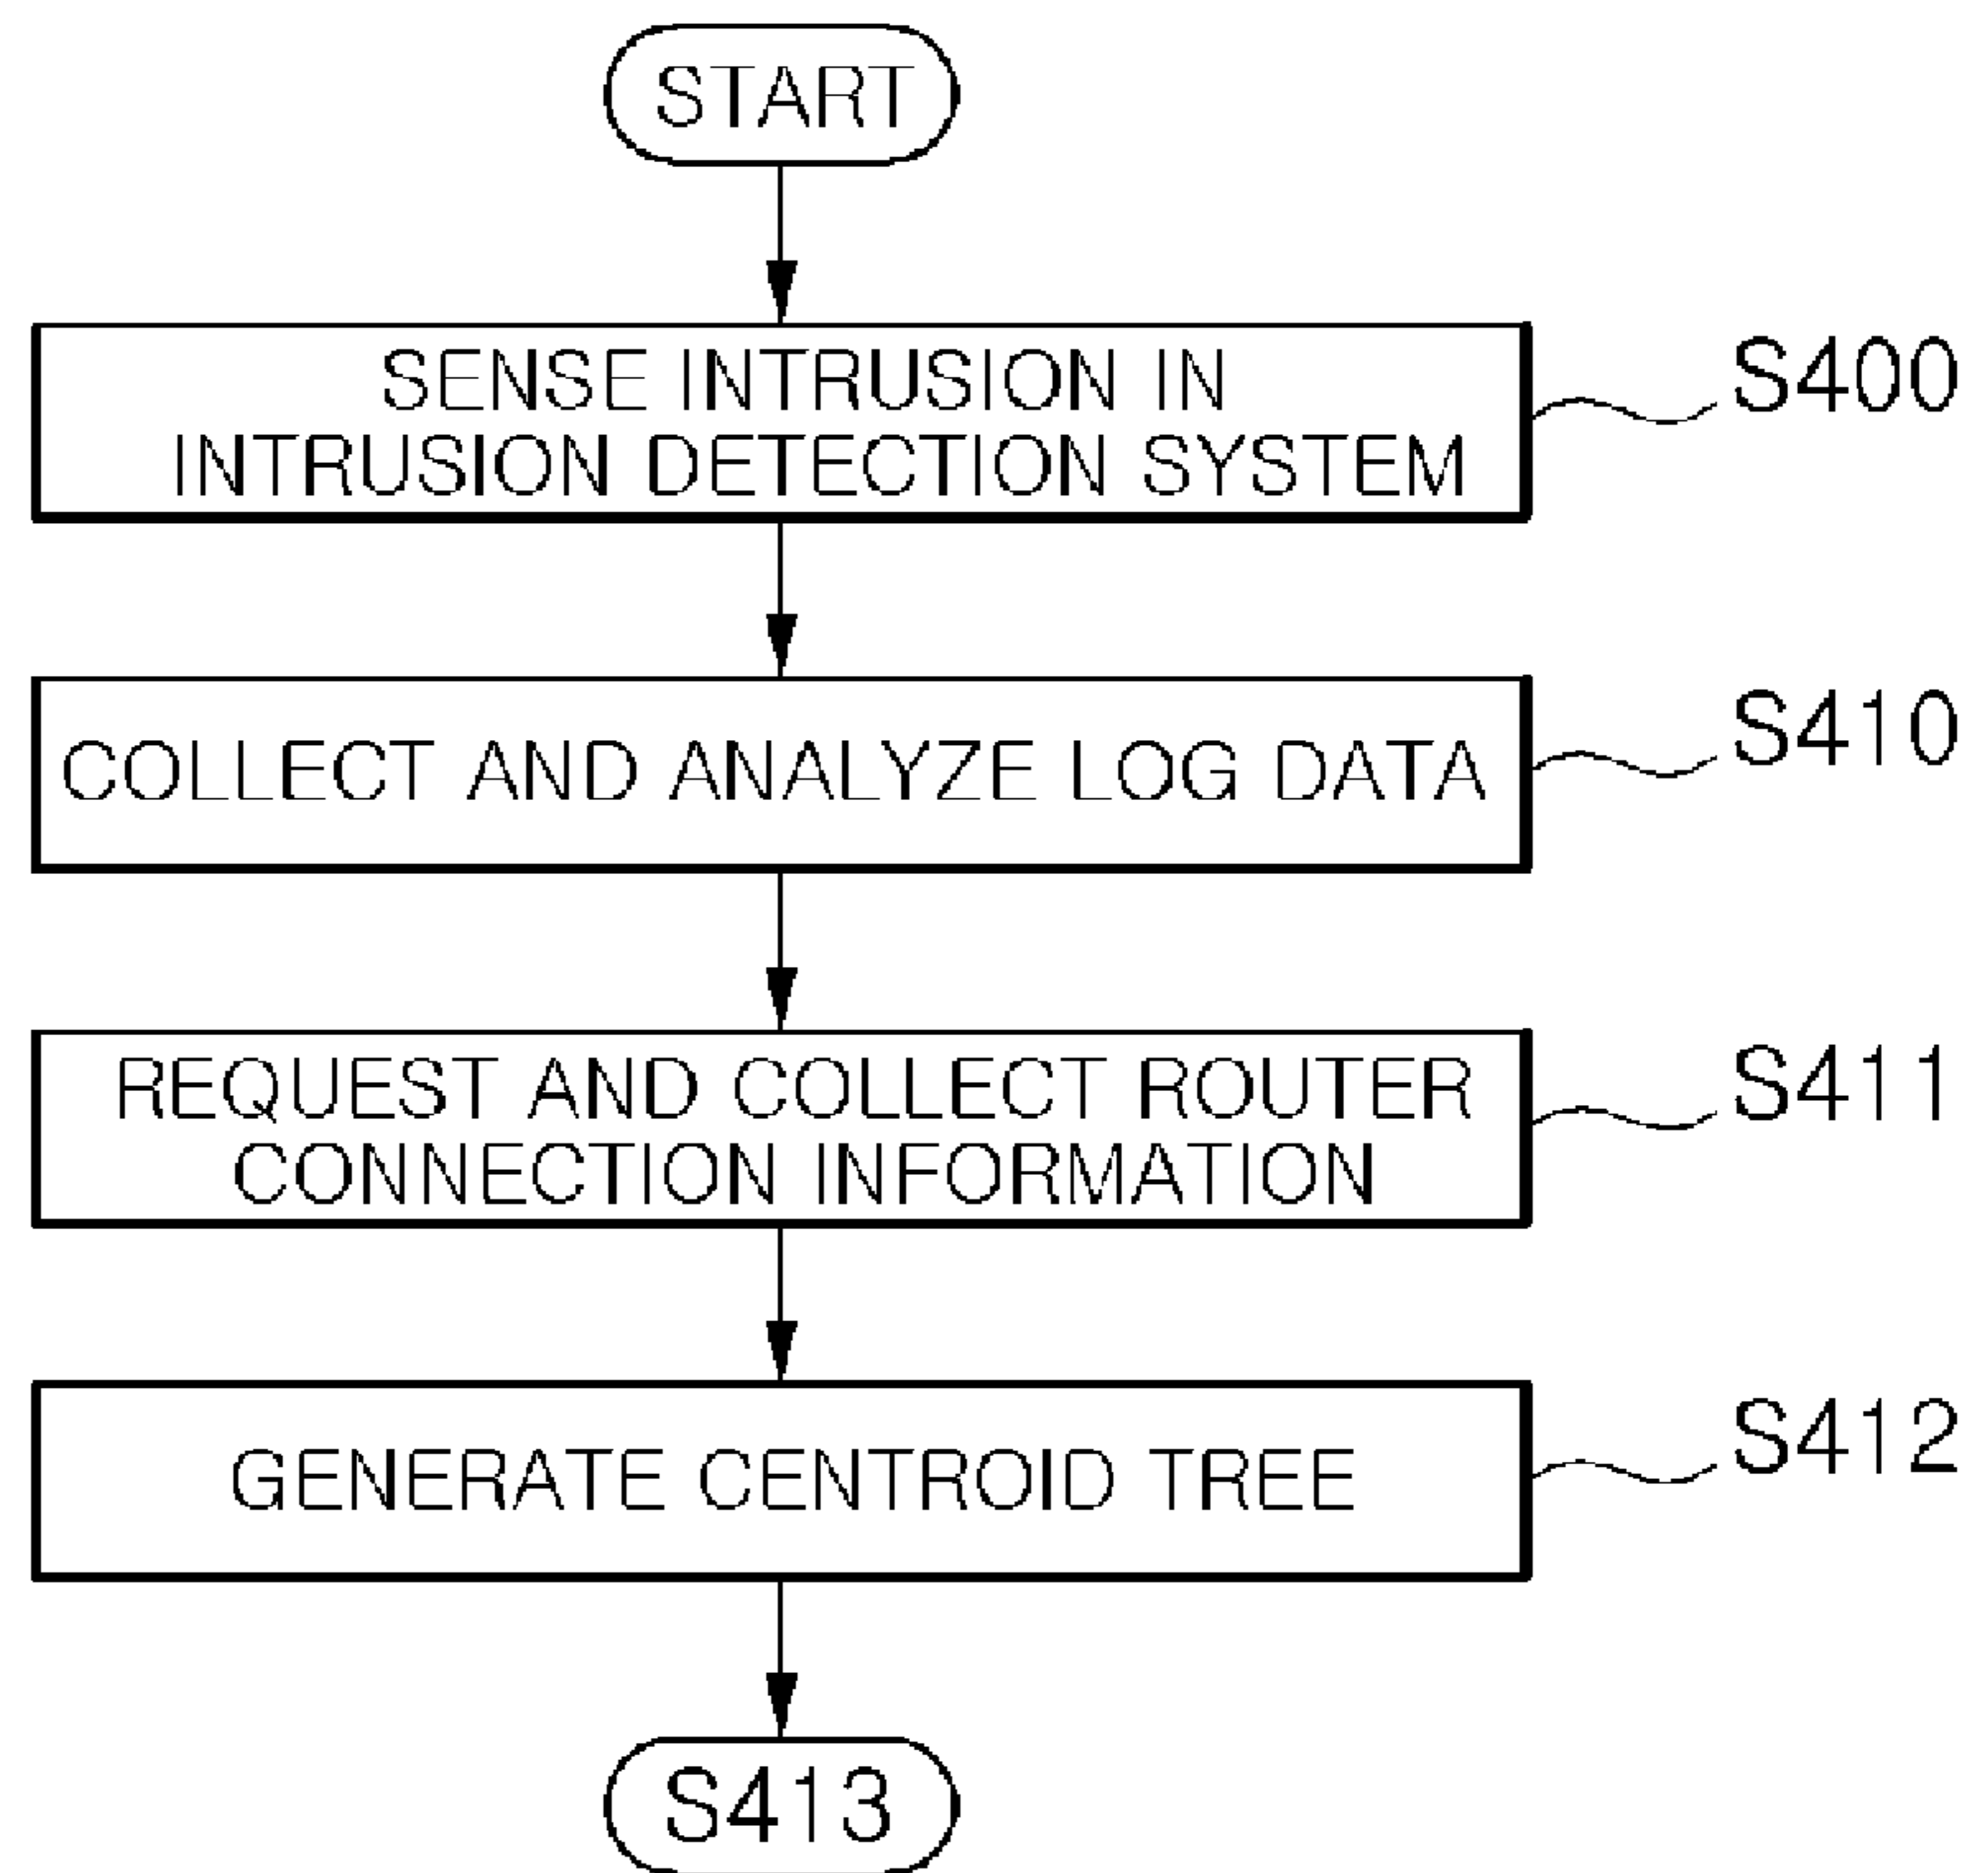 START
SENSE INTRUSION IN
INTRUSION DETECTION SYSTEM
S400
COLLECT AND ANALYZE LOG DATA
S410
REQUEST AND COLLECT ROUTER
CONNECTION INFORMATION
S411
GENERATE CENTROID TREE
S412
S413